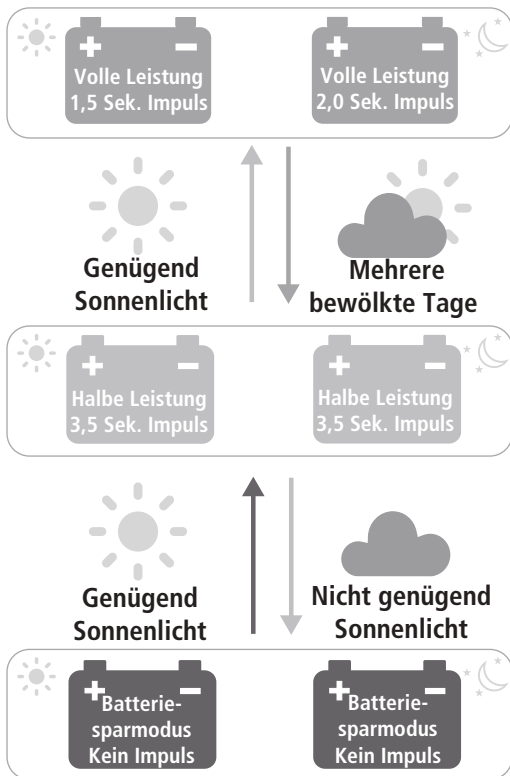 + −
Volle Leistung
1,5 Sek. Impuls
+ −
Volle Leistung
2,0 Sek. Impuls
Genügend
Sonnenlicht
Mehrere
bewölkte Tage
+ −
Halbe Leistung
3,5 Sek. Impuls
+ −
Halbe Leistung
3,5 Sek. Impuls
Genügend
Sonnenlicht
Nicht genügend
Sonnenlicht
+ −
Batterie-
sparmodus
Kein Impuls
+ −
Batterie-
sparmodus
Kein Impuls